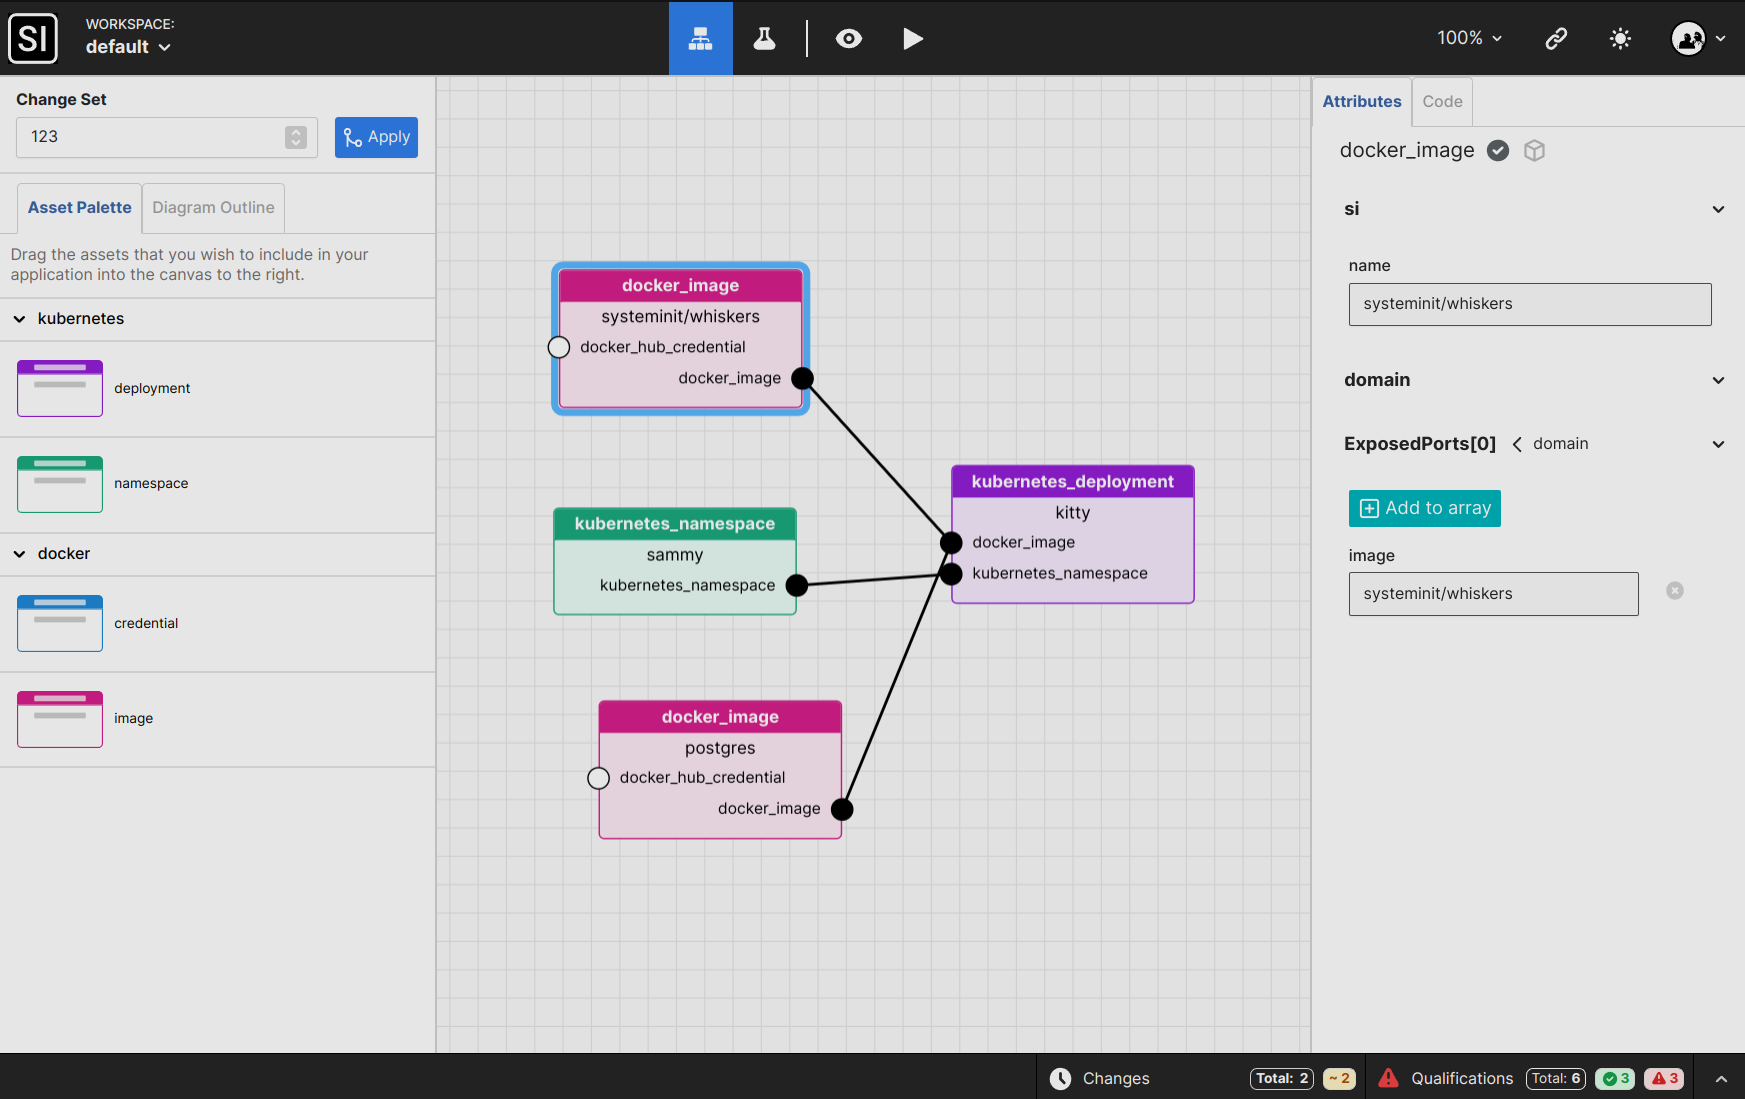 SI
WORKSPACE:
default
100%
Change Set
123
Apply
Asset Palette
Diagram Outline
Drag the assets that you wish to include in your
application into the canvas to the right.
kubernetes
deployment
namespace
docker
credential
image
docker_image
systeminit/whiskers
docker_hub_credential
docker_image
kubernetes_namespace
sammy
kubernetes_namespace
kubernetes_deployment
kitty
docker_image
kubernetes_namespace
docker_image
postgres
docker_hub_credential
docker_image
Attributes
Code
docker_image
si
name
systeminit/whiskers
domain
ExposedPorts[0]
domain
Add to array
image
systeminit/whiskers
Changes
Total: 2
~ 2
Qualifications
Total: 6
3
3